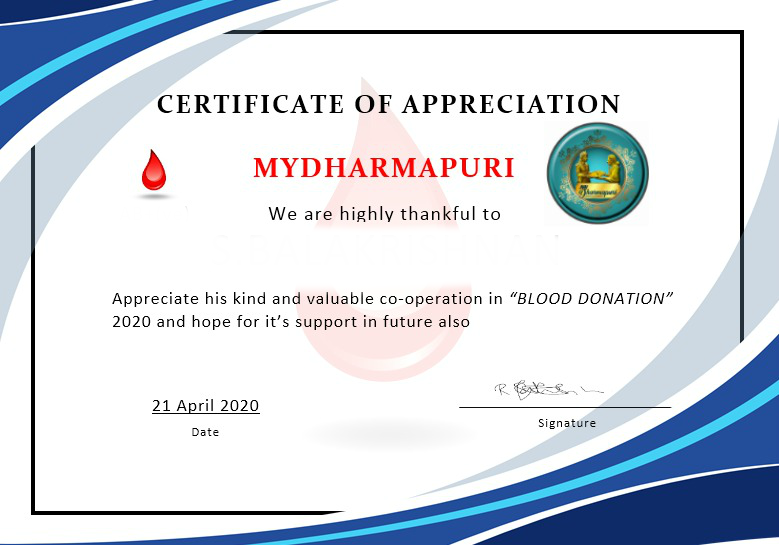 CERTIFICATE OF APPRECIATION
MYDHARMAPURI
We are highly thankful to
Appreciate his kind and valuable co-operation in “BLOOD DONATION”
2020 and hope for it’s support in future also
21 April 2020
Date
Signature